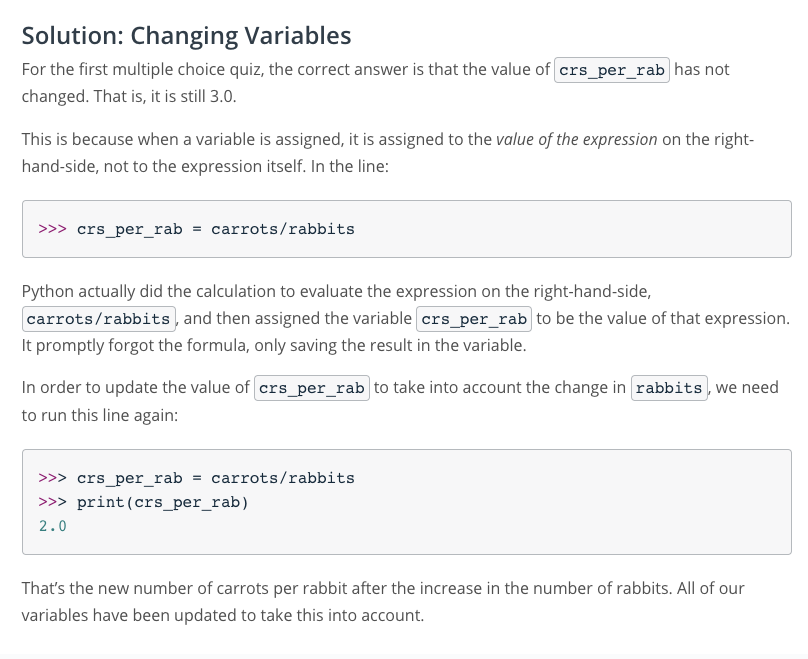 Solution: Changing Variables
For the first multiple choice quiz, the correct answer is that the value of crs_per_rab has not
changed. That is, it is still 3.0.
This is because when a variable is assigned, it is assigned to the value of the expression on the right-
hand-side, not to the expression itself. In the line:
>>> crs_per_rab = carrots/rabbits
Python actually did the calculation to evaluate the expression on the right-hand-side,
carrots/rabbits, and then assigned the variable crs_per_rab to be the value of that expression.
It promptly forgot the formula, only saving the result in the variable.
In order to update the value of crs_per_rab to take into account the change in rabbits, we need
to run this line again:
>>> crs_per_rab = carrots/rabbits
>>> print(crs_per_rab)
2.0
That’s the new number of carrots per rabbit after the increase in the number of rabbits. All of our
variables have been updated to take this into account.